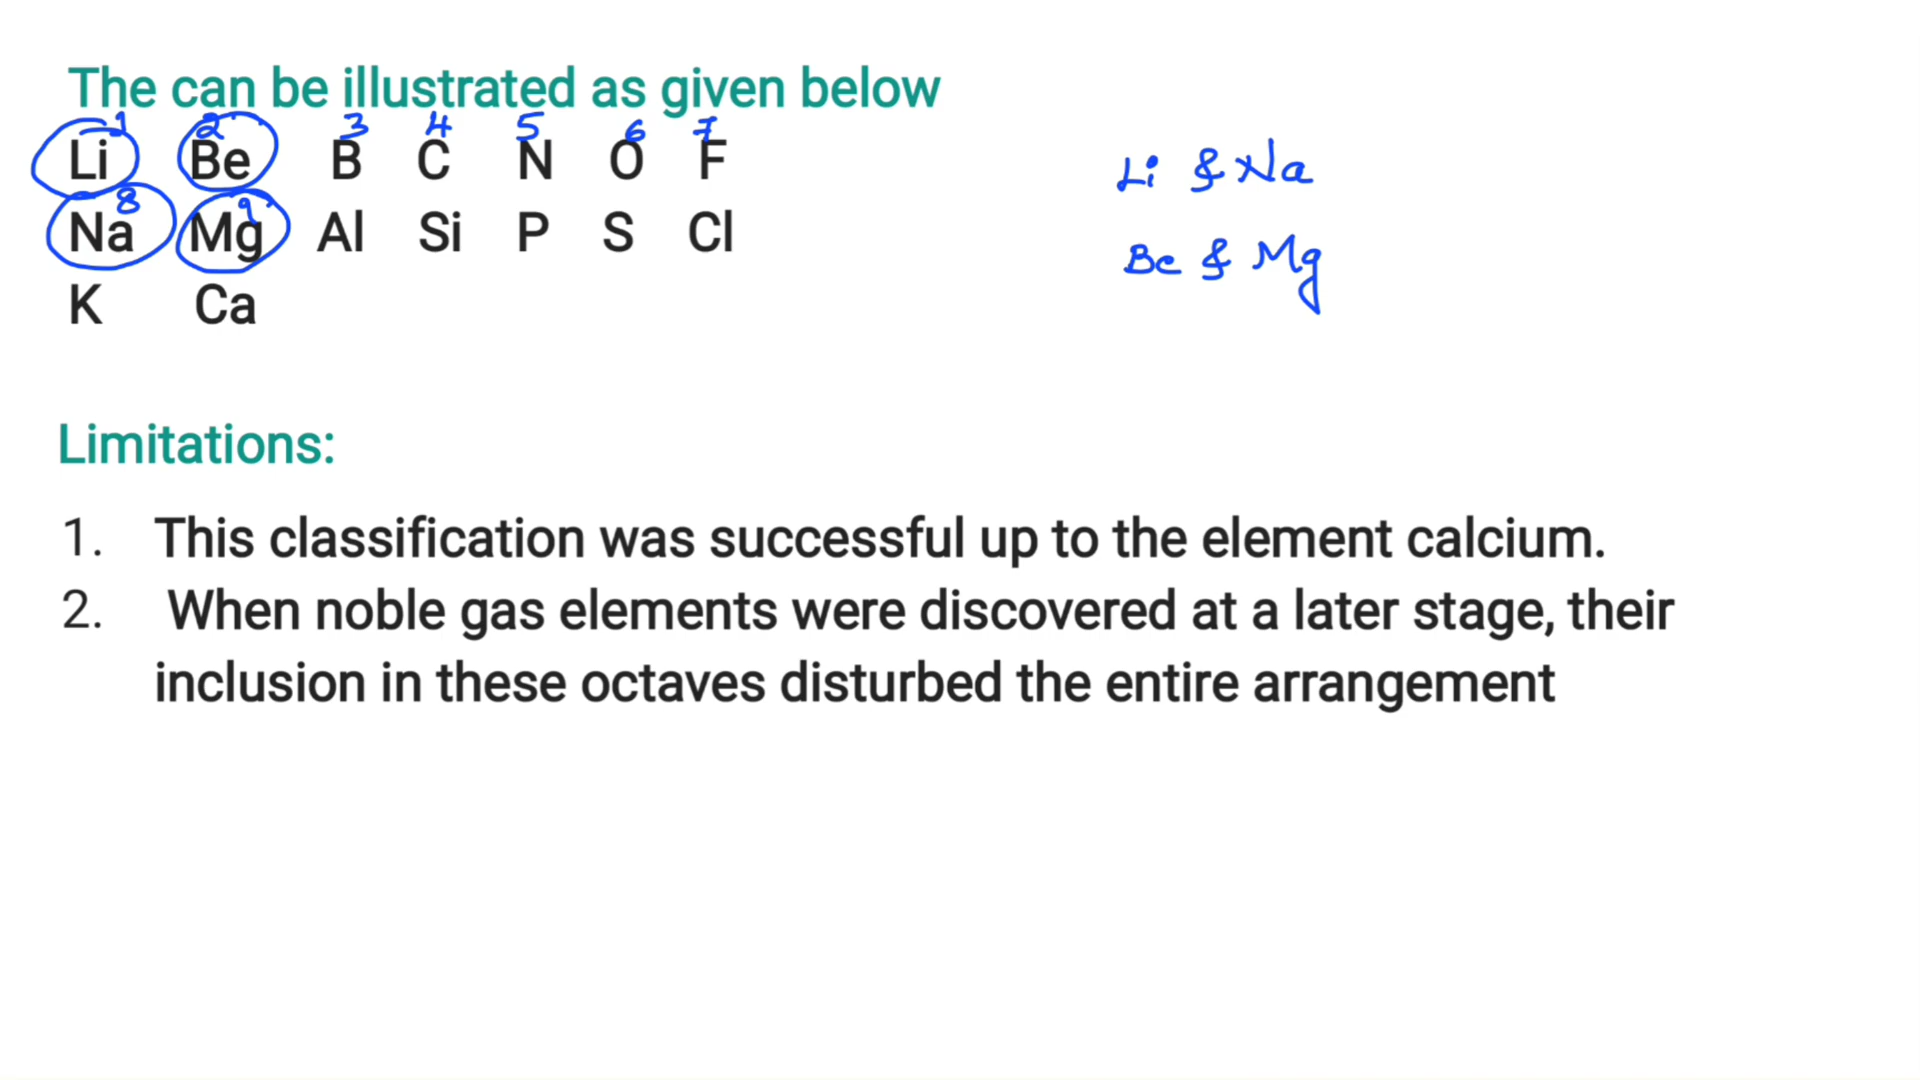 The can be illustrated as given below
1 2 3 4 5 6 7
Li Be B C N O F
8 9
Na Mg Al Si P S Cl
K Ca
Li & Na
Be & Mg
Limitations:
1. This classification was successful up to the element calcium.
2. When noble gas elements were discovered at a later stage, their
inclusion in these octaves disturbed the entire arrangement